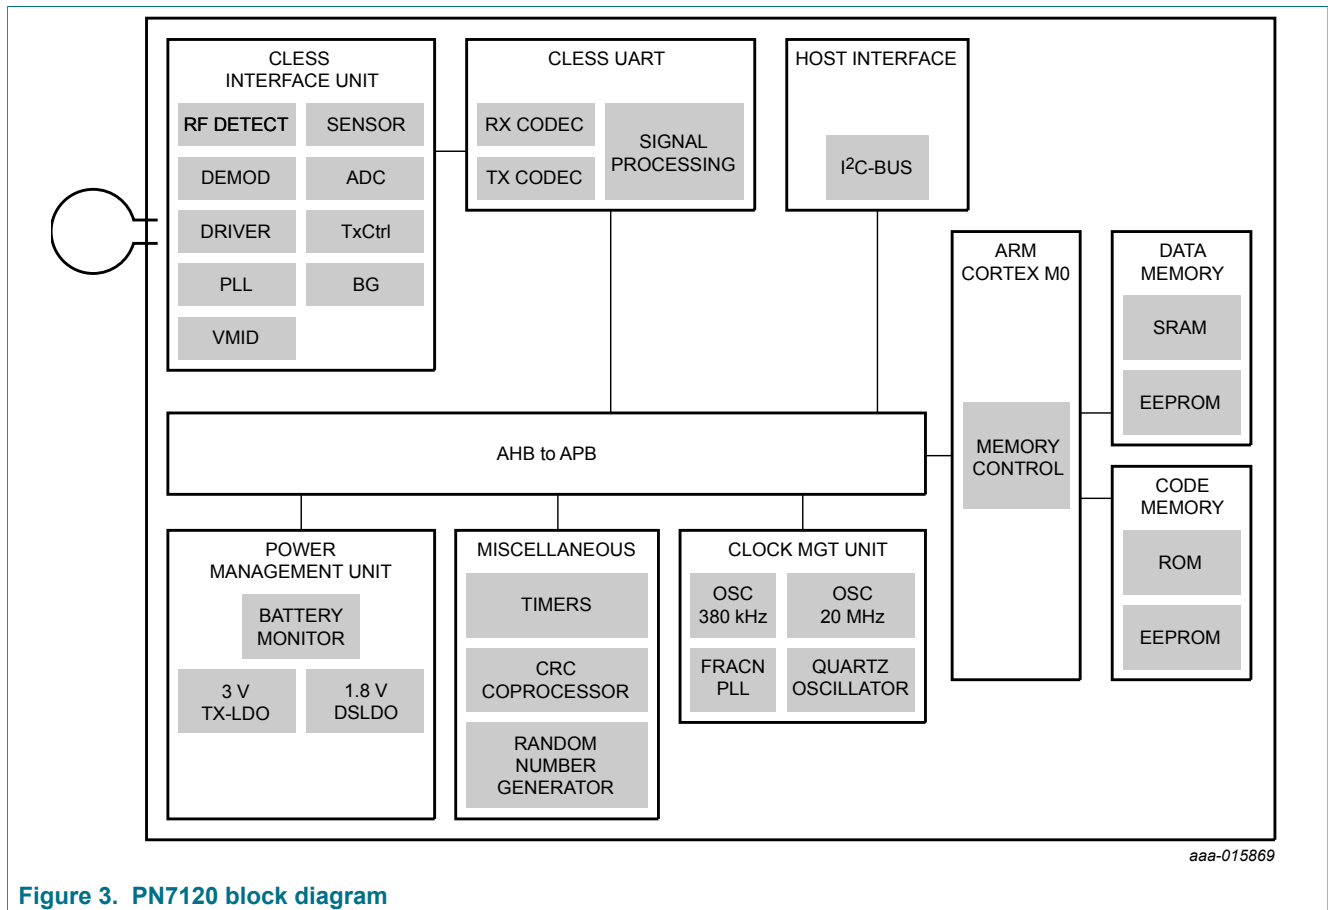 CLESS
INTERFACE UNIT
RF DETECT
SENSOR
DEMOD
ADC
DRIVER
TxCtrl
PLL
BG
VMID
CLESS UART
RX CODEC
TX CODEC
SIGNAL
PROCESSING
HOST INTERFACE
I2C-BUS
ARM
CORTEX M0
MEMORY
CONTROL
DATA
MEMORY
SRAM
EEPROM
CODE
MEMORY
ROM
EEPROM
AHB to APB
POWER
MANAGEMENT UNIT
BATTERY
MONITOR
3 V
TX-LDO
1.8 V
DSLDO
MISCELLANEOUS
TIMERS
CRC
COPROCESSOR
RANDOM
NUMBER
GENERATOR
CLOCK MGT UNIT
OSC
380 kHz
OSC
20 MHz
FRACN
PLL
QUARTZ
OSCILLATOR
aaa-015869
Figure 3. PN7120 block diagram